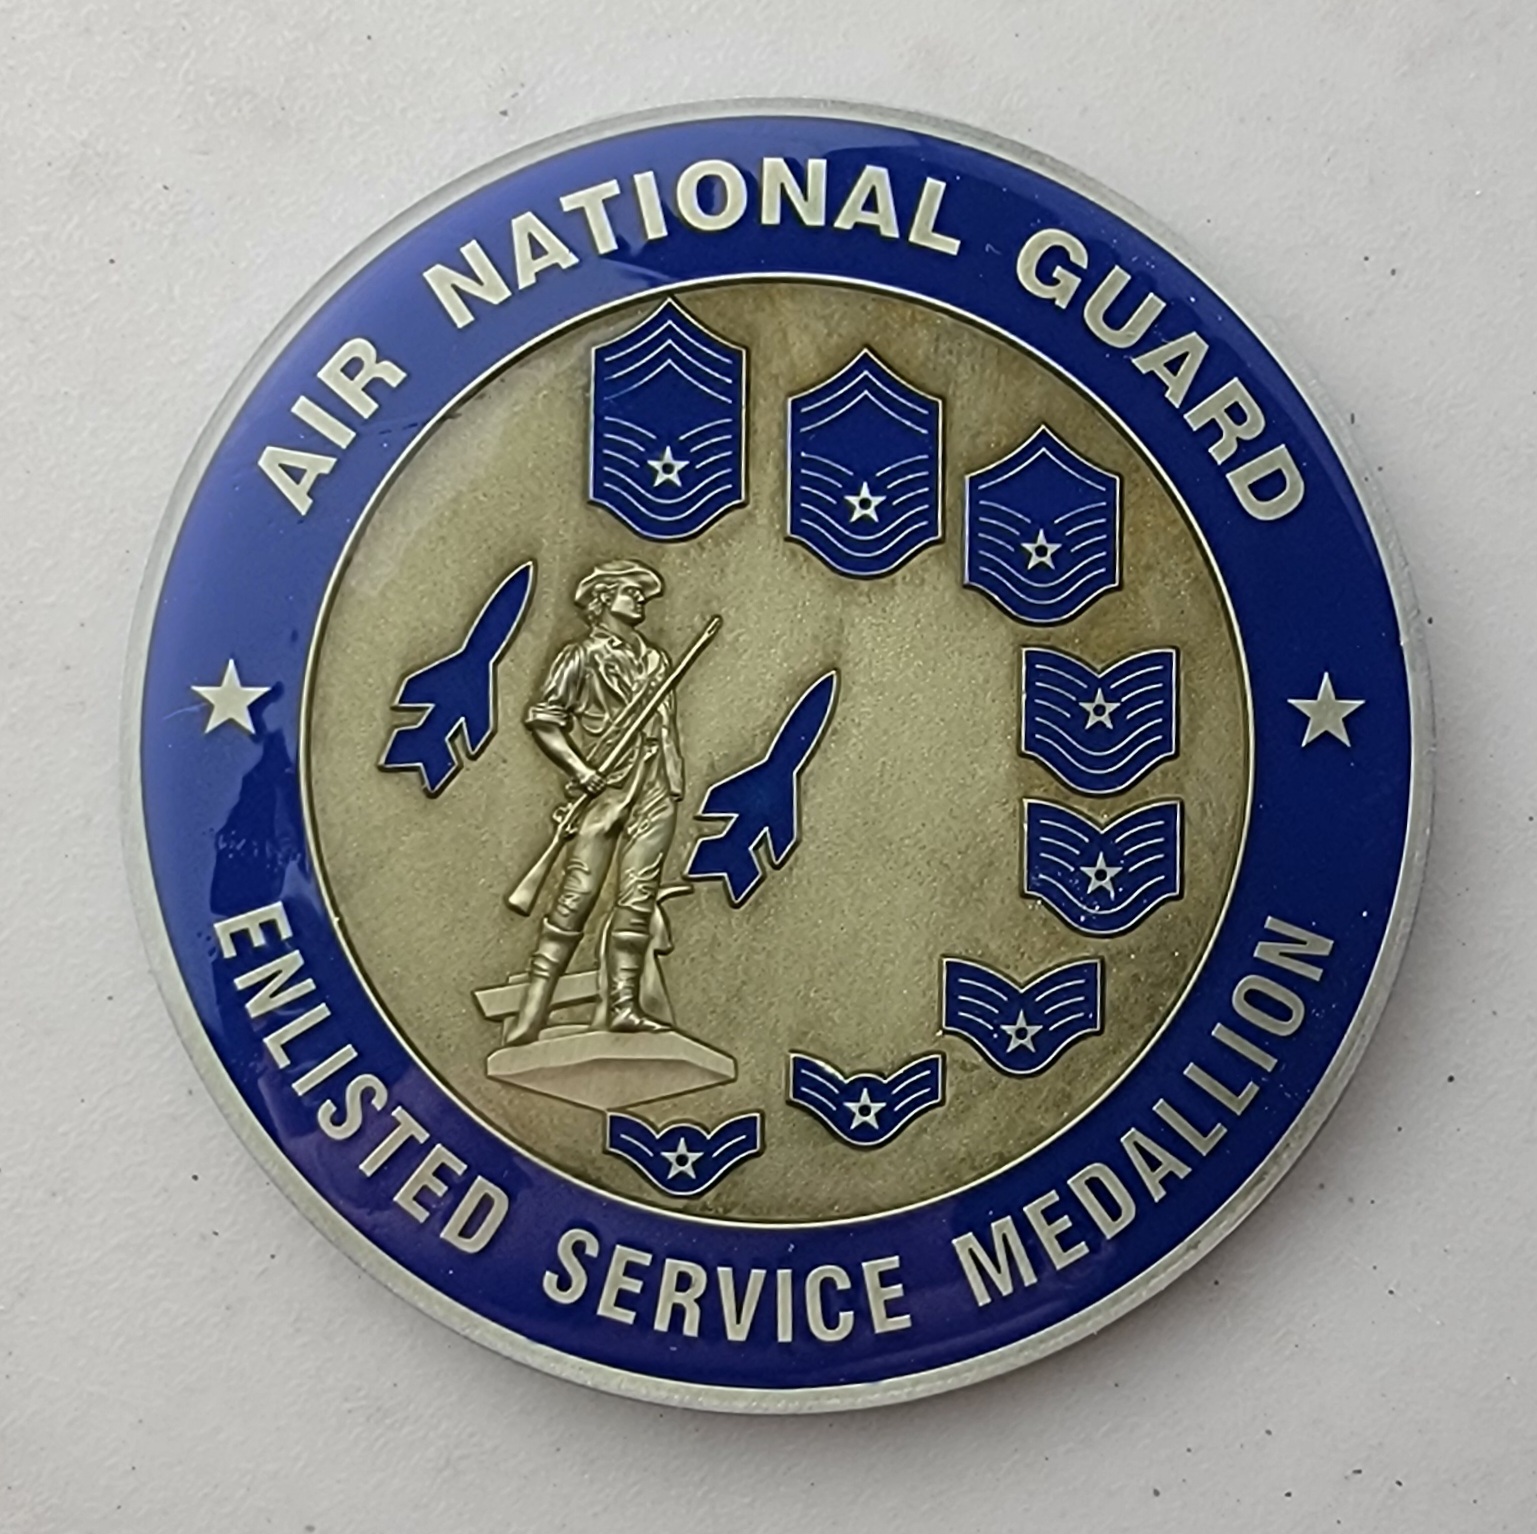 AIR NATIONAL GUARD
ENLISTED SERVICE MEDALLION